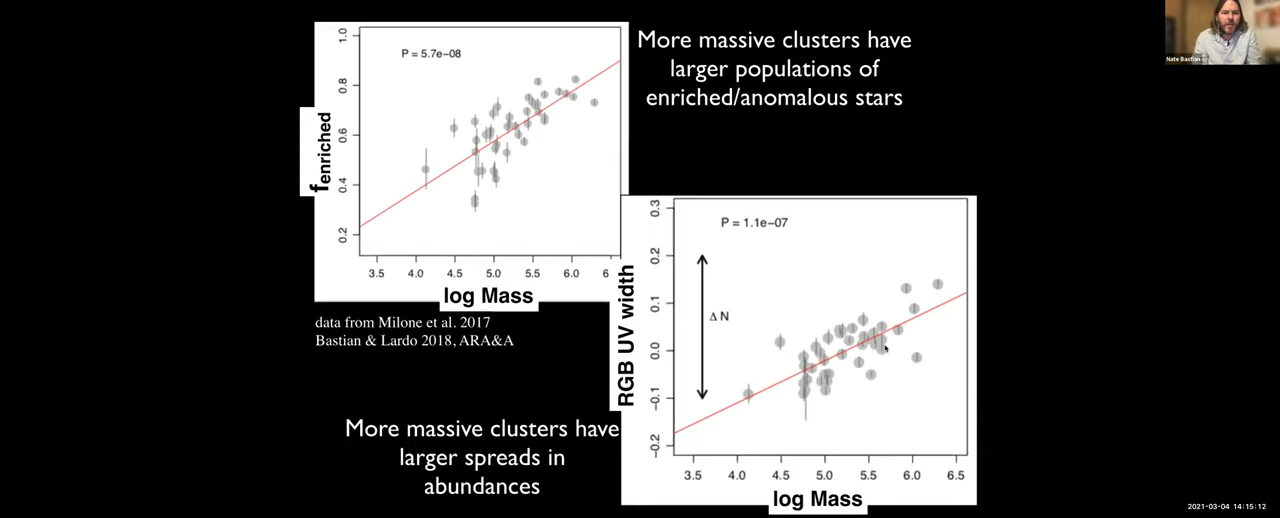 1.0
0.8
0.6
0.4
0.2
fenriched
P = 5.7e-08
3.5 4.0 4.5 5.0 5.5 6.0 6
log Mass
More massive clusters have
larger populations of
enriched/anomalous stars
Nate Bastian
data from Milone et al. 2017
Bastian & Lardo 2018, ARA&A
0.3
0.2
0.1
0.0
-0.1
-0.2
RGB UV width
P = 1.1e-07
Δ N
3.5 4.0 4.5 5.0 5.5 6.0 6.5
log Mass
More massive clusters have
larger spreads in
abundances
2021-03-04 14:15:12